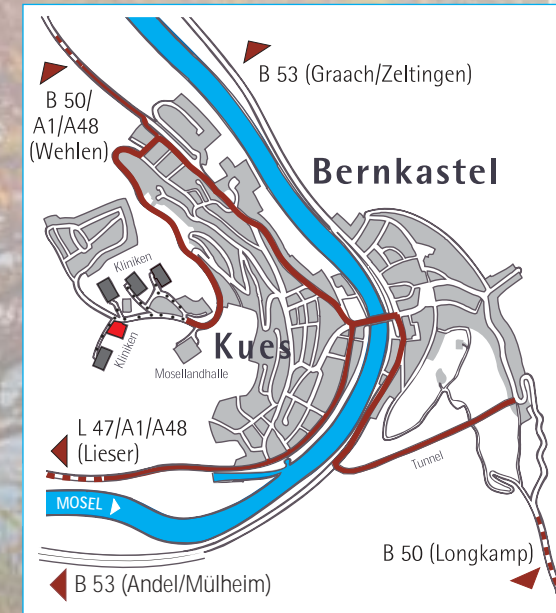 B 53 (Graach/Zeltingen)
B 50/
A1/A48
(Wehlen)
Bernkastel
Kliniken
Kliniken
Kues
Mosellandhalle
L 47/A1/A48
(Lieser)
Tunnel
MOSEL
B 50 (Longkamp)
B 53 (Andel/Mülheim)